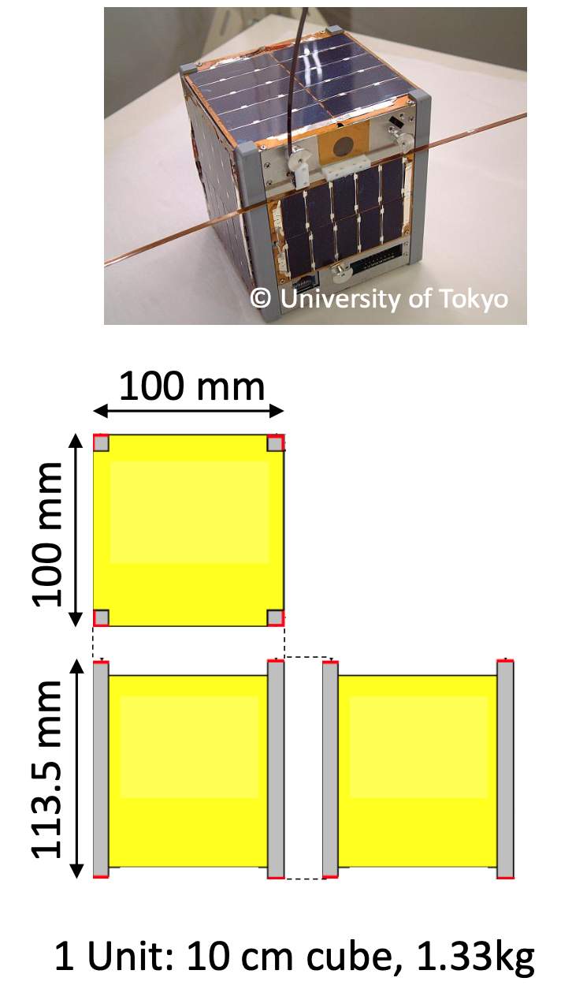 © University of Tokyo
100 mm
100 mm
113.5 mm
1 Unit: 10 cm cube, 1.33kg